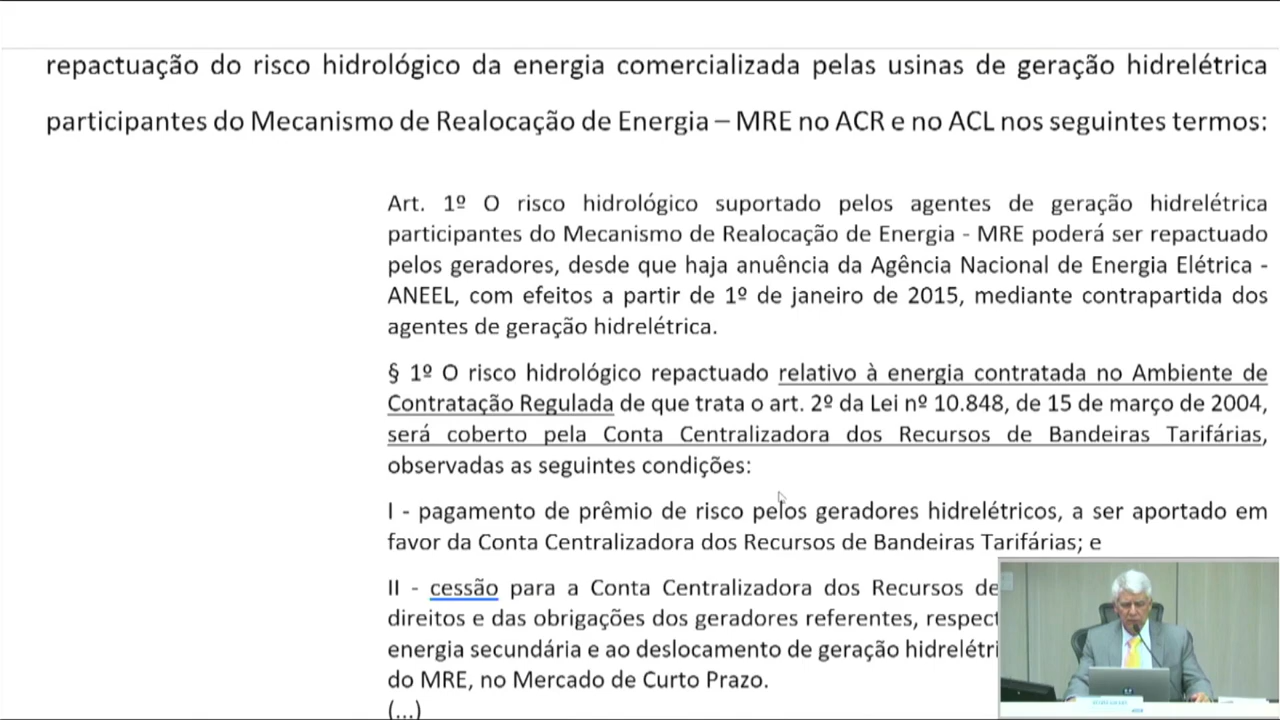 repactuação do risco hidrológico da energia comercializada pelas usinas de geração hidrelétrica
participantes do Mecanismo de Realocação de Energia – MRE no ACR e no ACL nos seguintes termos:
Art. 1º O risco hidrológico suportado pelos agentes de geração hidrelétrica
participantes do Mecanismo de Realocação de Energia - MRE poderá ser repactuado
pelos geradores, desde que haja anuência da Agência Nacional de Energia Elétrica -
ANEEL, com efeitos a partir de 1º de janeiro de 2015, mediante contrapartida dos
agentes de geração hidrelétrica.
§ 1º O risco hidrológico repactuado relativo à energia contratada no Ambiente de
Contratação Regulada de que trata o art. 2º da Lei nº 10.848, de 15 de março de 2004,
será coberto pela Conta Centralizadora dos Recursos de Bandeiras Tarifárias,
observadas as seguintes condições:
I - pagamento de prêmio de risco pelos geradores hidrelétricos, a ser aportado em
favor da Conta Centralizadora dos Recursos de Bandeiras Tarifárias; e
II - cessão para a Conta Centralizadora dos Recursos de
direitos e das obrigações dos geradores referentes, respect
energia secundária e ao deslocamento de geração hidrelétri
do MRE, no Mercado de Curto Prazo.
(...)